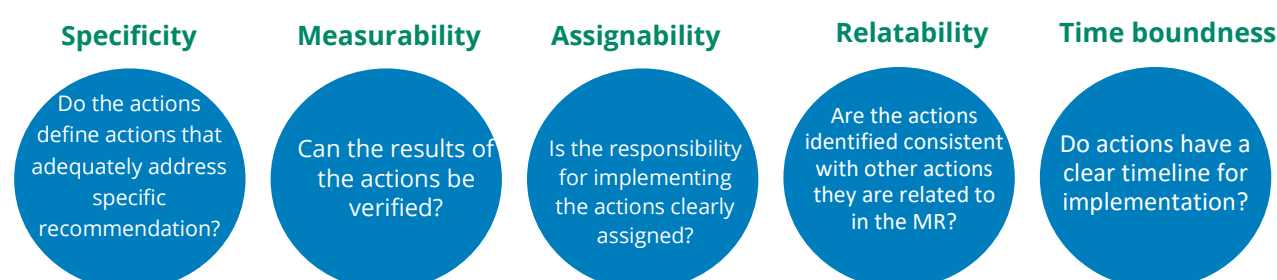 Specificity
Do the actions
define actions that
adequately address
specific
recommendation?
Measurability
Can the results of
the actions be
verified?
Assignability
Is the responsibility
for implementing
the actions clearly
assigned?
Relatability
Are the actions
identified consistent
with other actions
they are related to
in the MR?
Time boundness
Do actions have a
clear timeline for
implementation?